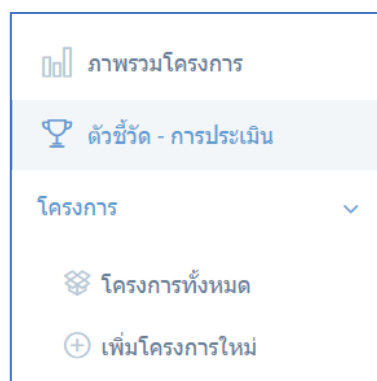 ภาพรวมโครงการ
ตัวชี้วัด - การประเมิน
โครงการ
โครงการทั้งหมด
เพิ่มโครงการใหม่